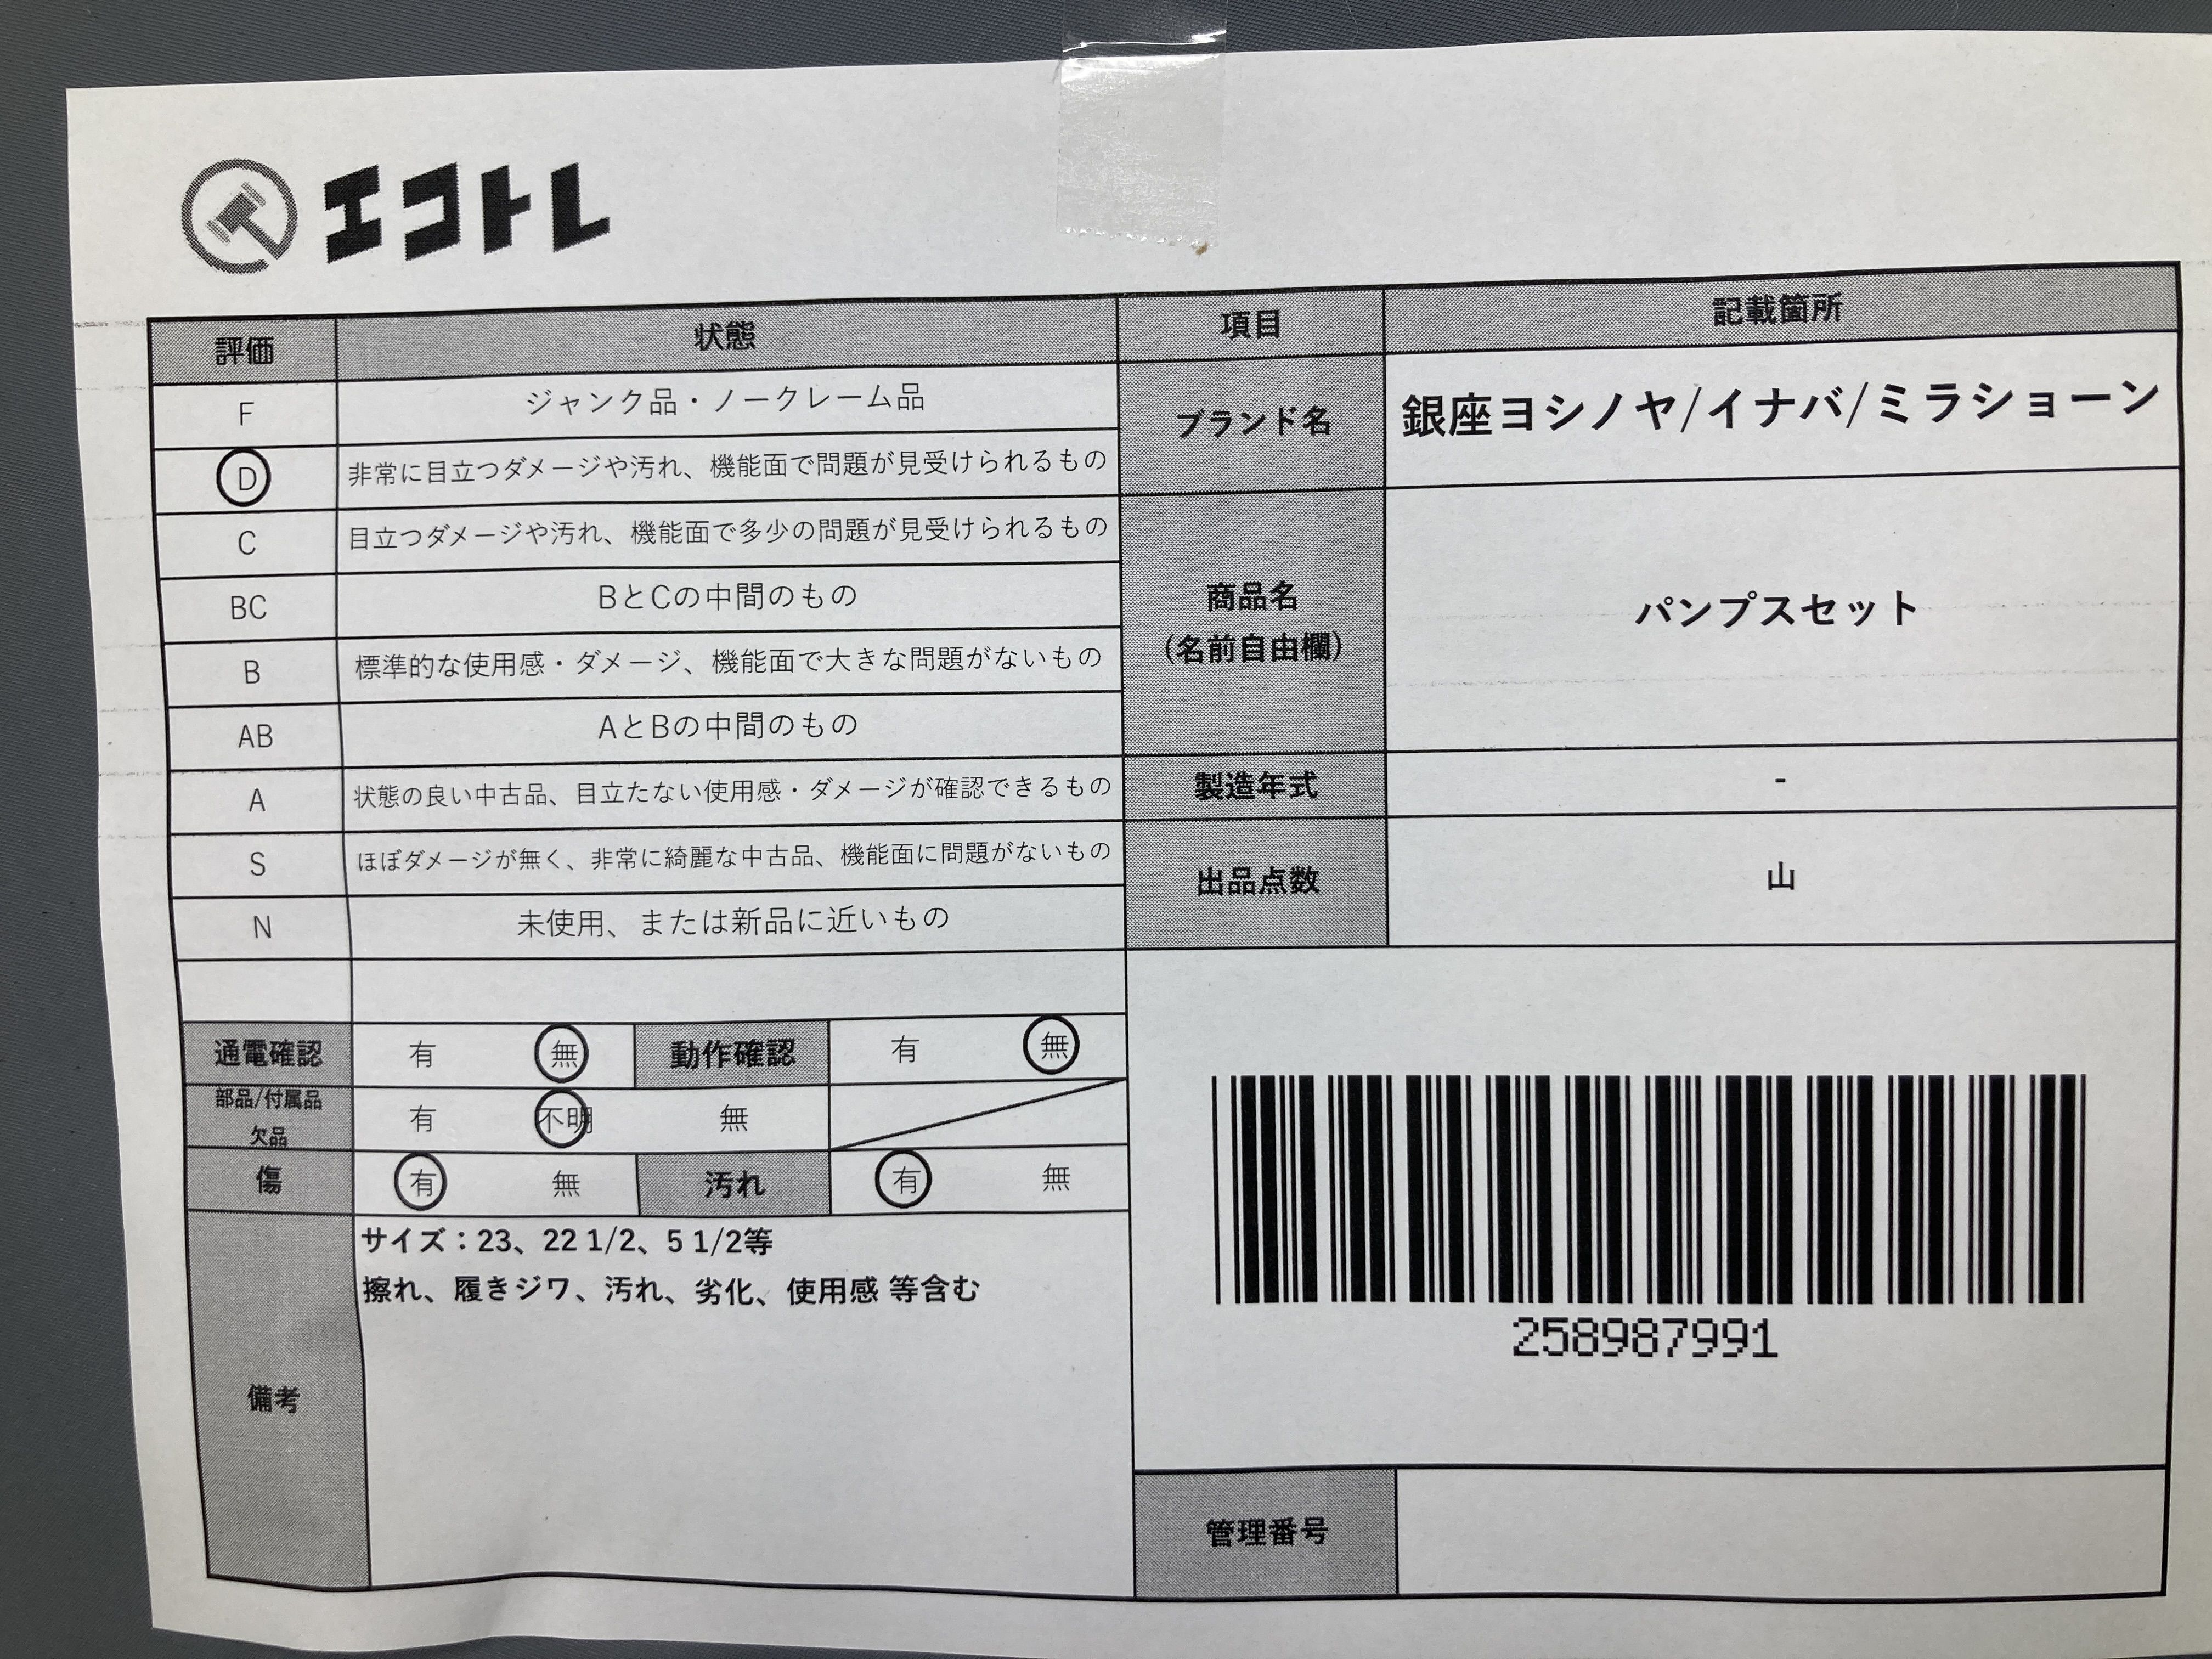 エコトレ
評価 状態 項目 記載箇所
F ジャンク品・ノークレーム品
D 非常に目立つダメージや汚れ、機能面で問題が見受けられるもの
C 目立つダメージや汚れ、機能面で多少の問題が見受けられるもの
BC BとCの中間のもの
B 標準的な使用感・ダメージ、機能面で大きな問題がないもの
AB AとBの中間のもの
A 状態の良い中古品、目立たない使用感・ダメージが確認できるもの
S ほぼダメージが無く、非常に綺麗な中古品、機能面に問題がないもの
N 未使用、または新品に近いもの
ブランド名 銀座ヨシノヤ/イナバ/ミラショーン
商品名
(名前自由欄)
パンプスセット
製造年式 -
出品点数 山
通電確認 有 無 動作確認 有 無
部品/付属品
欠品
有 不明 無
傷 有 無 汚れ 有 無
備考
サイズ：23、22 1/2、5 1/2等
擦れ、履きジワ、汚れ、劣化、使用感 等含む
258987991
管理番号